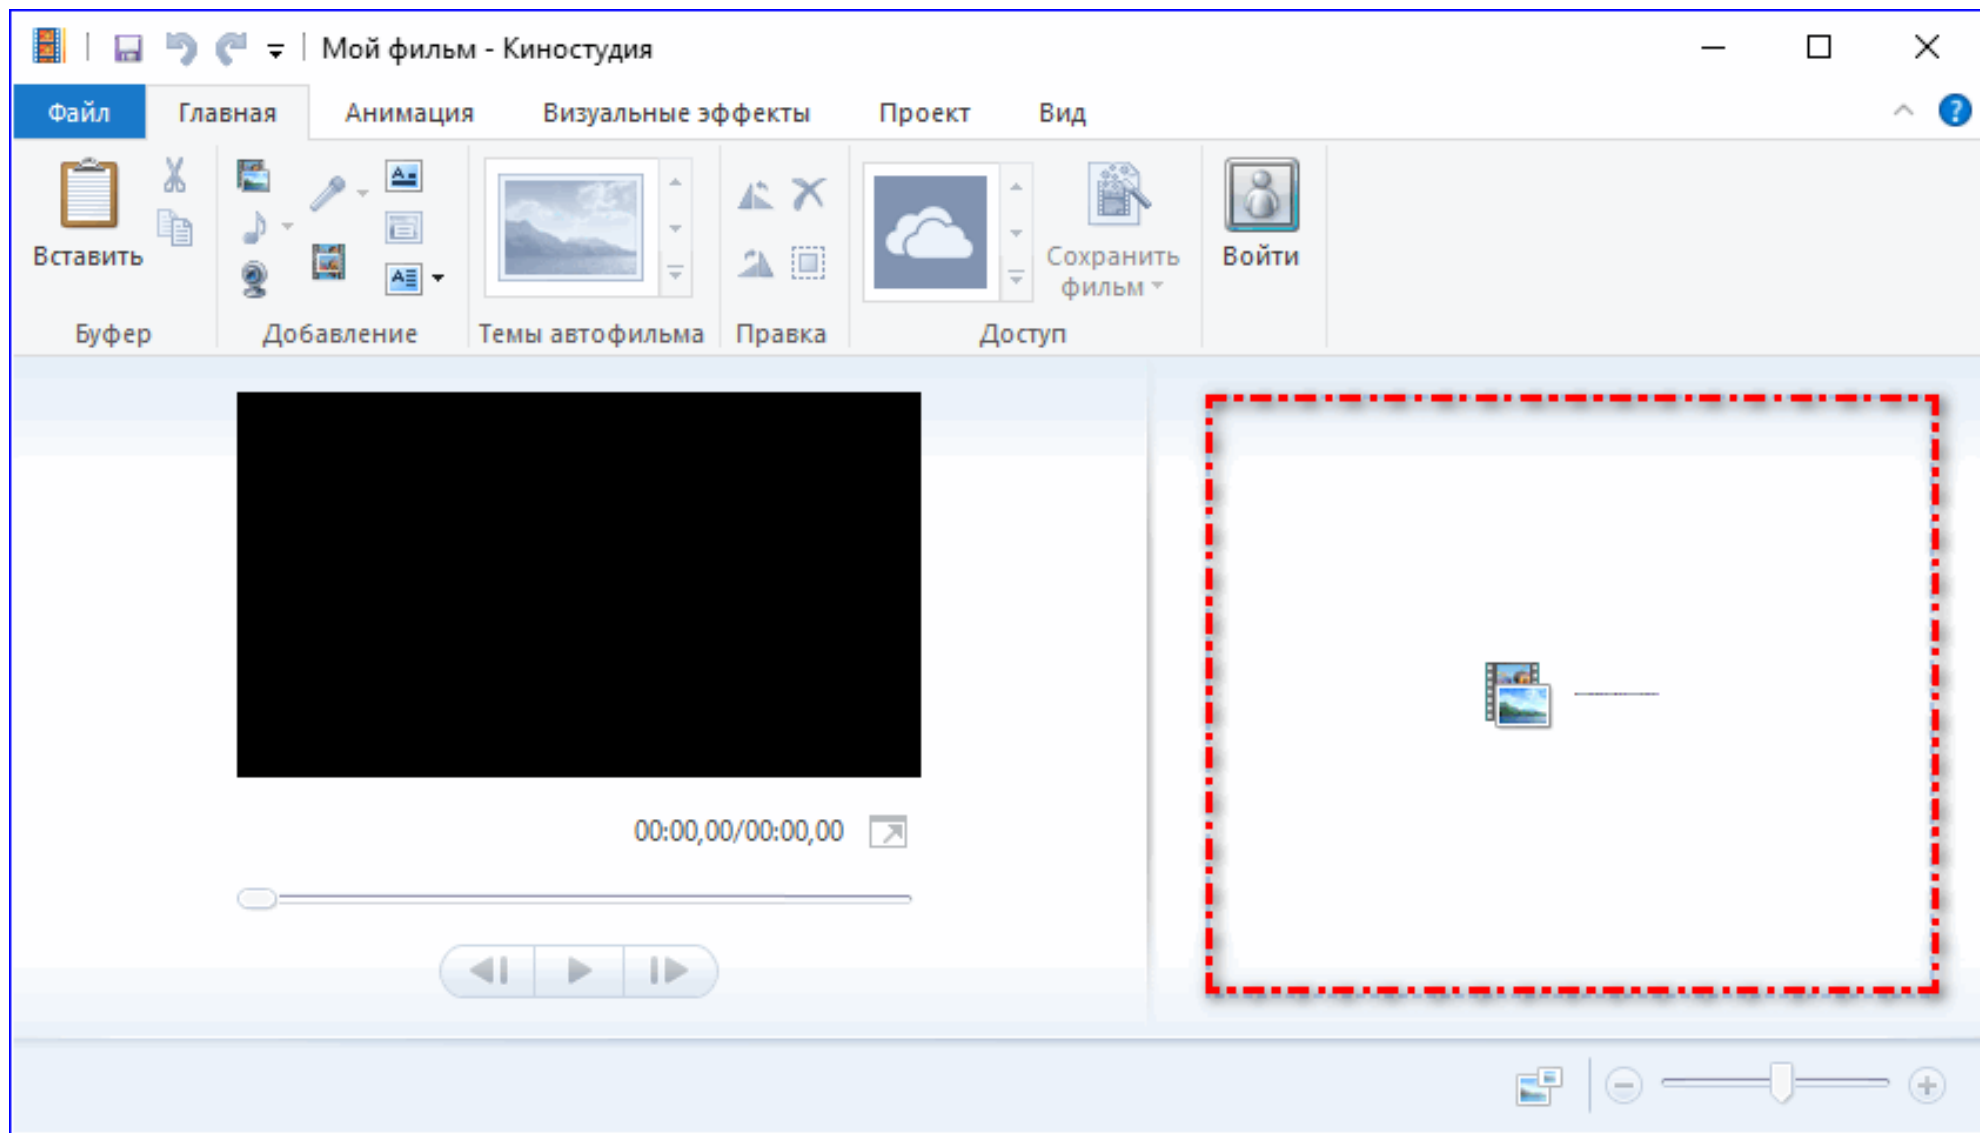 Мой фильм - Киностудия
Файл Главная Анимация Визуальные эффекты Проект Вид
Вставить
Сохранить фильм
Войти
Буфер Добавление Темы автофильма Правка Доступ
00:00,00/00:00,00